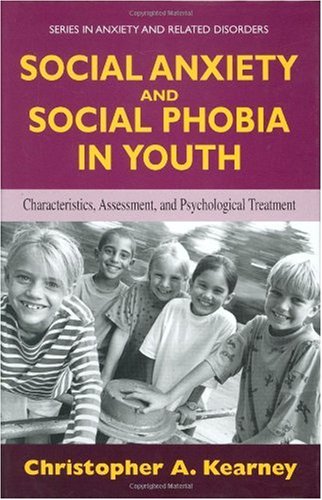 SERIES IN ANXIETY AND RELATED DISORDERS
SOCIAL ANXIETY
AND
SOCIAL PHOBIA
IN YOUTH
Characteristics, Assessment, and Psychological Treatment
Christopher A. Kearney